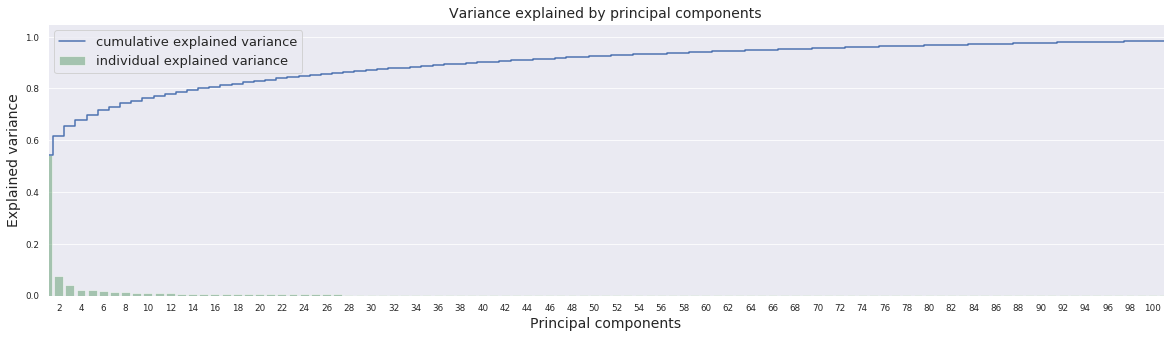 Variance explained by principal components
cumulative explained variance
individual explained variance
Explained variance
1.0
0.8
0.6
0.4
0.2
0.0
2 4 6 8 10 12 14 16 18 20 22 24 26 28 30 32 34 36 38 40 42 44 46 48 50 52 54 56 58 60 62 64 66 68 70 72 74 76 78 80 82 84 86 88 90 92 94 96 98 100
Principal components